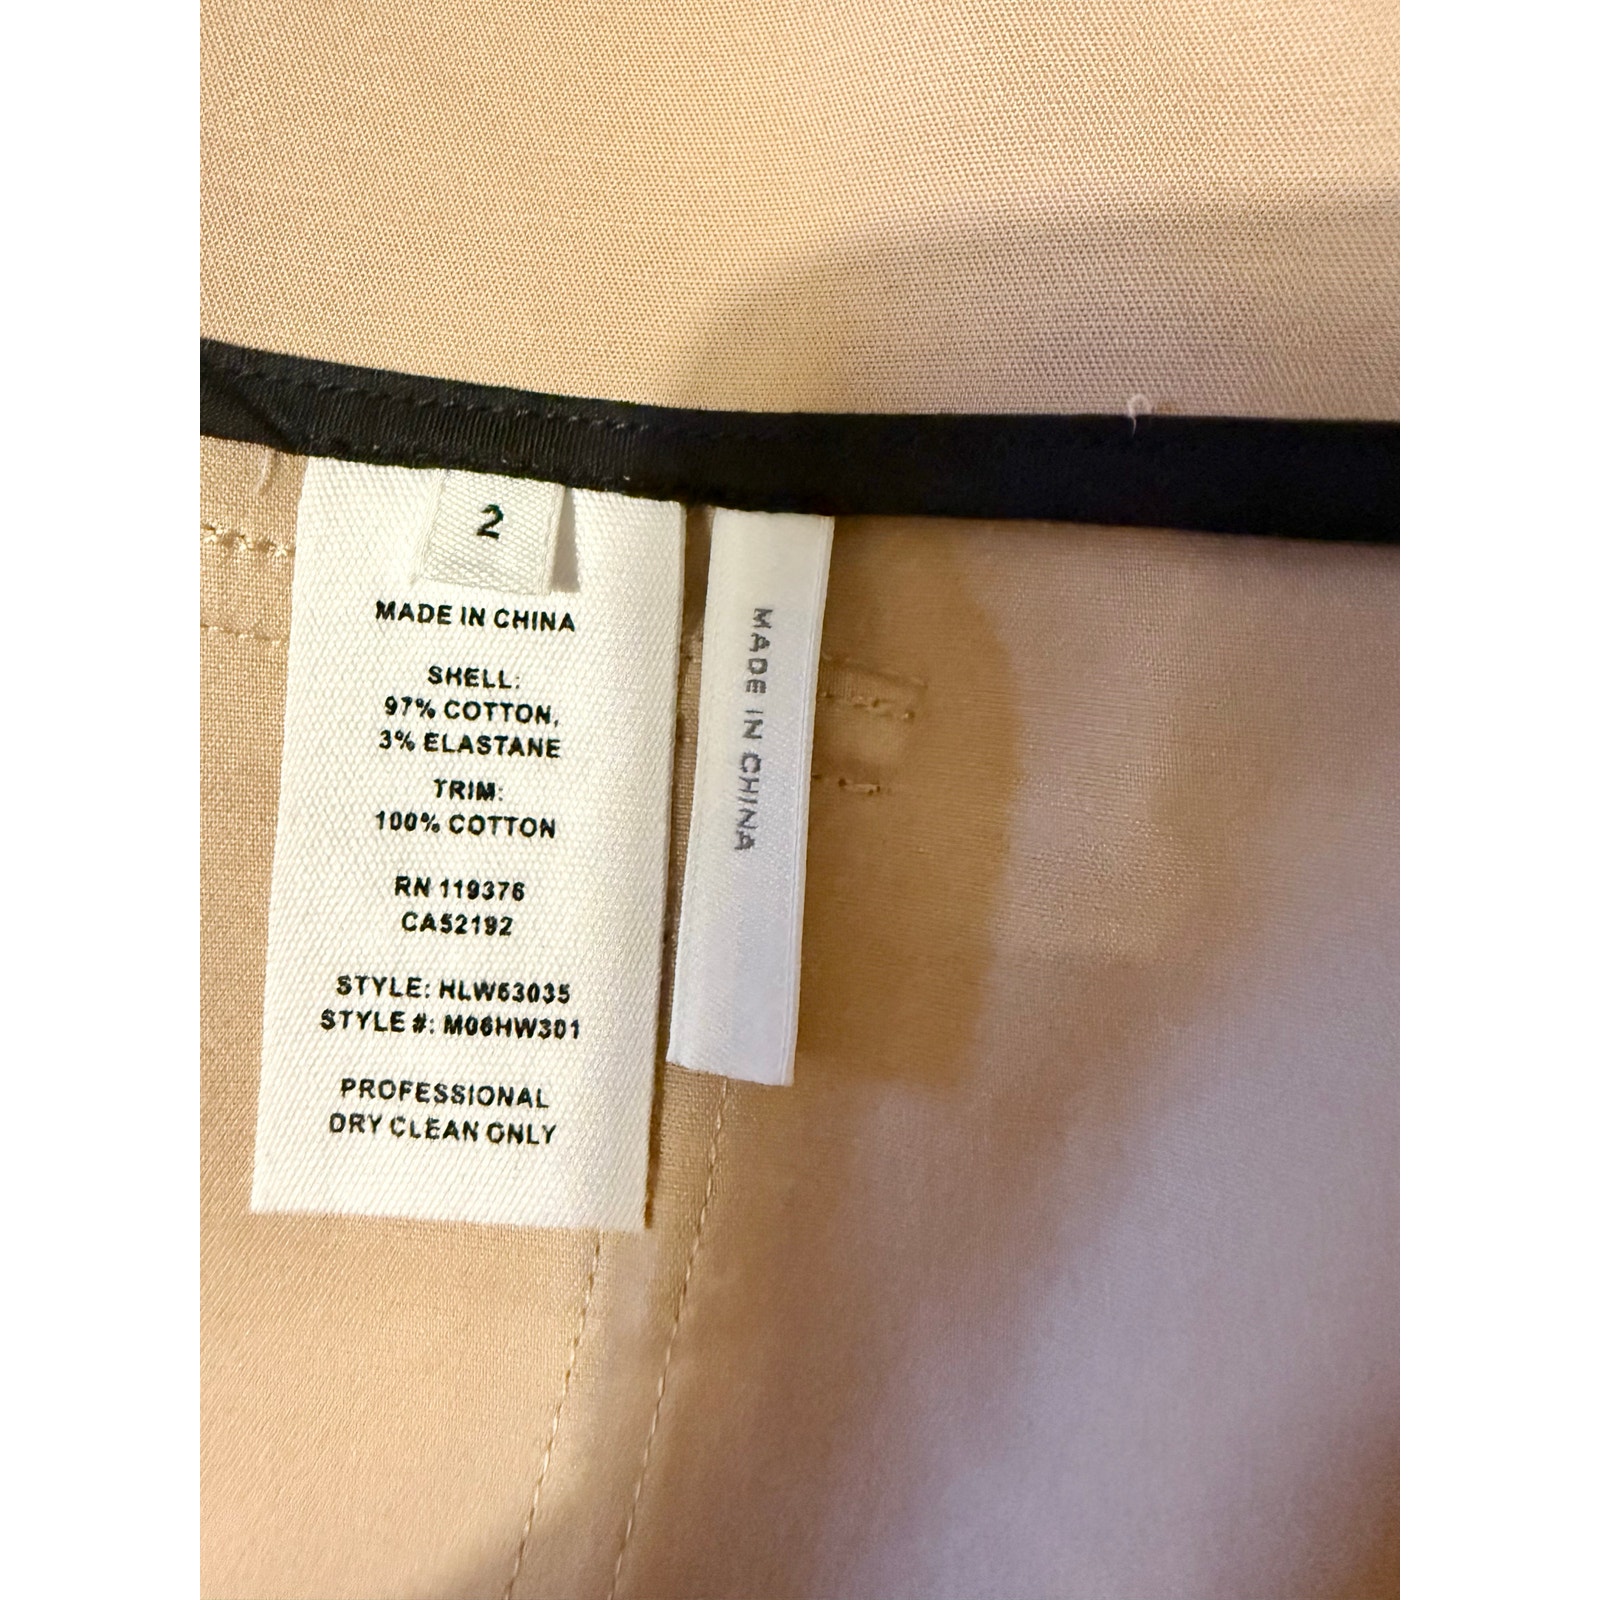 2
MADE IN CHINA
SHELL:
97% COTTON,
3% ELASTANE
TRIM:
100% COTTON
RN 119376
CA52192
STYLE: HLW63035
STYLE #: M06HW301
PROFESSIONAL
DRY CLEAN ONLY
MADE IN CHINA